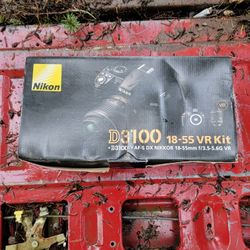 Nikon
D3100 18-55 VR Kit
D3100+AF-S DX NIKKOR 18-55mm f/3.5-5.6G VR